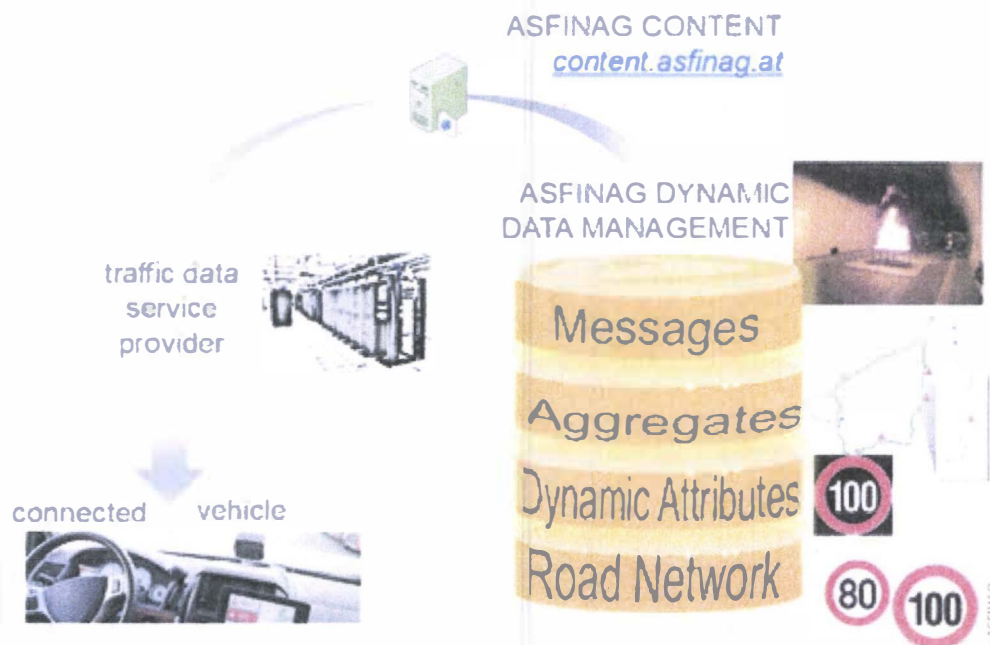 ASFINAG CONTENT
content.asfinag.at
ASFINAG DYNAMIC
DATA MANAGEMENT
traffic data
service
provider
Messages
Aggregates
Dynamic Attributes
Road Network
connected vehicle
100
80
100
ASFINAG